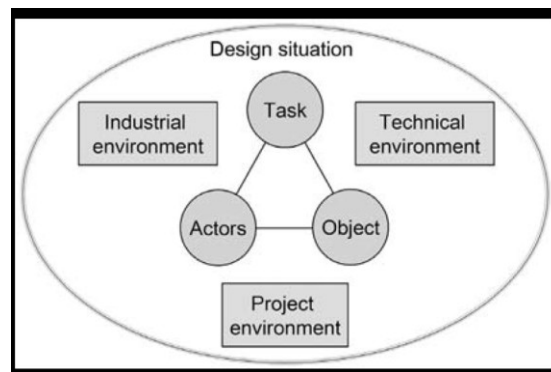 Design situation
Task
Industrial
environment
Technical
environment
Actors
Object
Project
environment